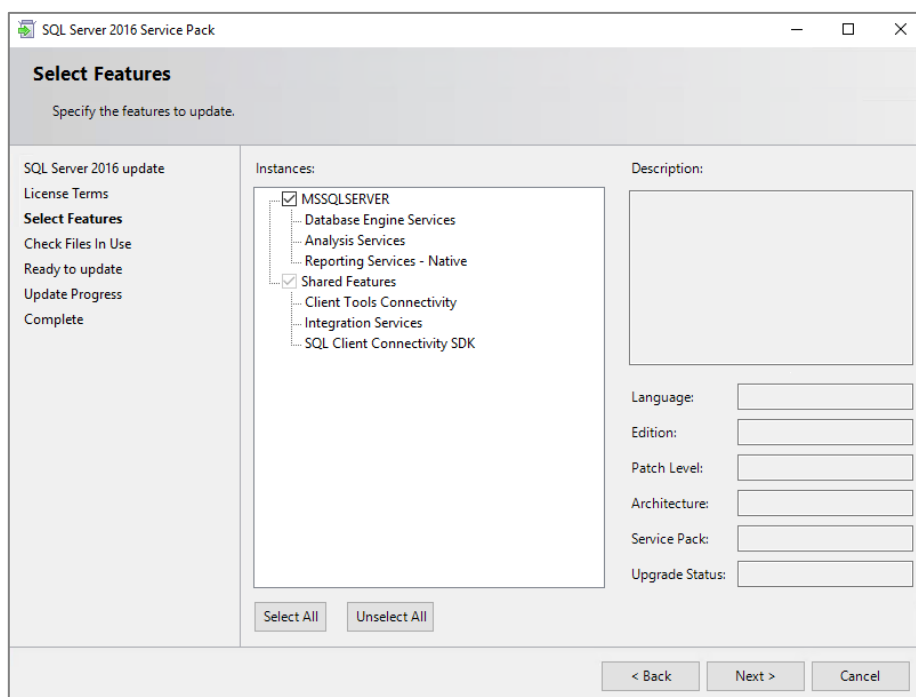 SQL Server 2016 Service Pack
Select Features
Specify the features to update.
SQL Server 2016 update
License Terms
Select Features
Check Files In Use
Ready to update
Update Progress
Complete
Instances:
MSSQLSERVER
Database Engine Services
Analysis Services
Reporting Services - Native
Shared Features
Client Tools Connectivity
Integration Services
SQL Client Connectivity SDK
Select All
Unselect All
Description:
Language:
Edition:
Patch Level:
Architecture:
Service Pack:
Upgrade Status:
< Back
Next >
Cancel